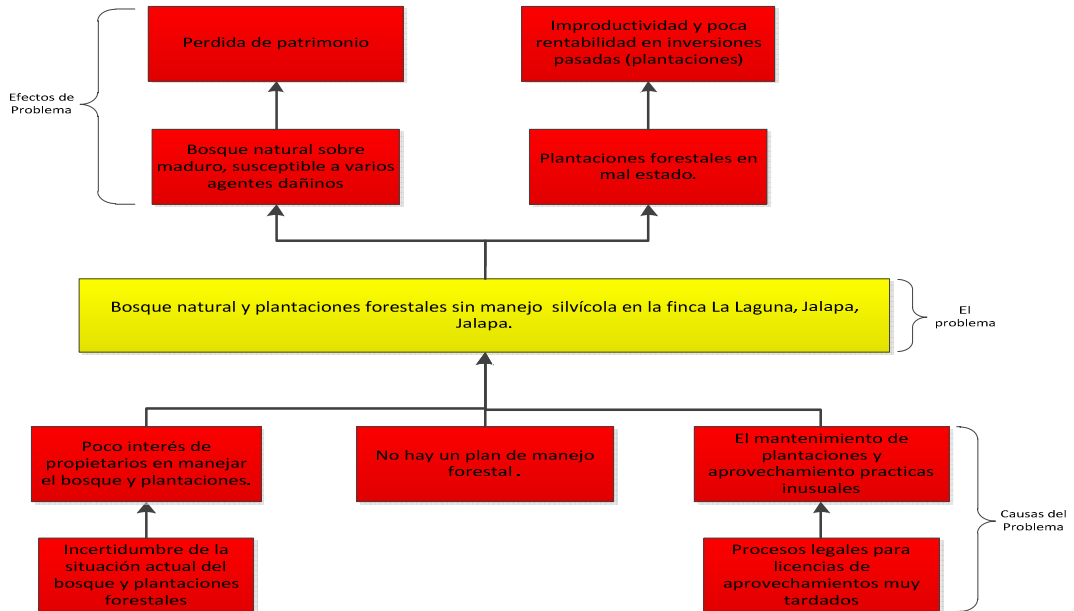 Perdida de patrimonio
Improductividad y poca
rentabilidad en inversiones
pasadas (plantaciones)
Efectos de
Problema
Bosque natural sobre
maduro, susceptible a varios
agentes dañinos
Plantaciones forestales en
mal estado.
Bosque natural y plantaciones forestales sin manejo silvícola en la finca La Laguna, Jalapa,
Jalapa.
El
problema
Poco interés de
propietarios en manejar
el bosque y plantaciones.
No hay un plan de manejo
forestal .
El mantenimiento de
plantaciones y
aprovechamiento practicas
inusuales
Causas del
Problema
Incertidumbre de la
situación actual del
bosque y plantaciones
forestales
Procesos legales para
licencias de
aprovechamientos muy
tardados